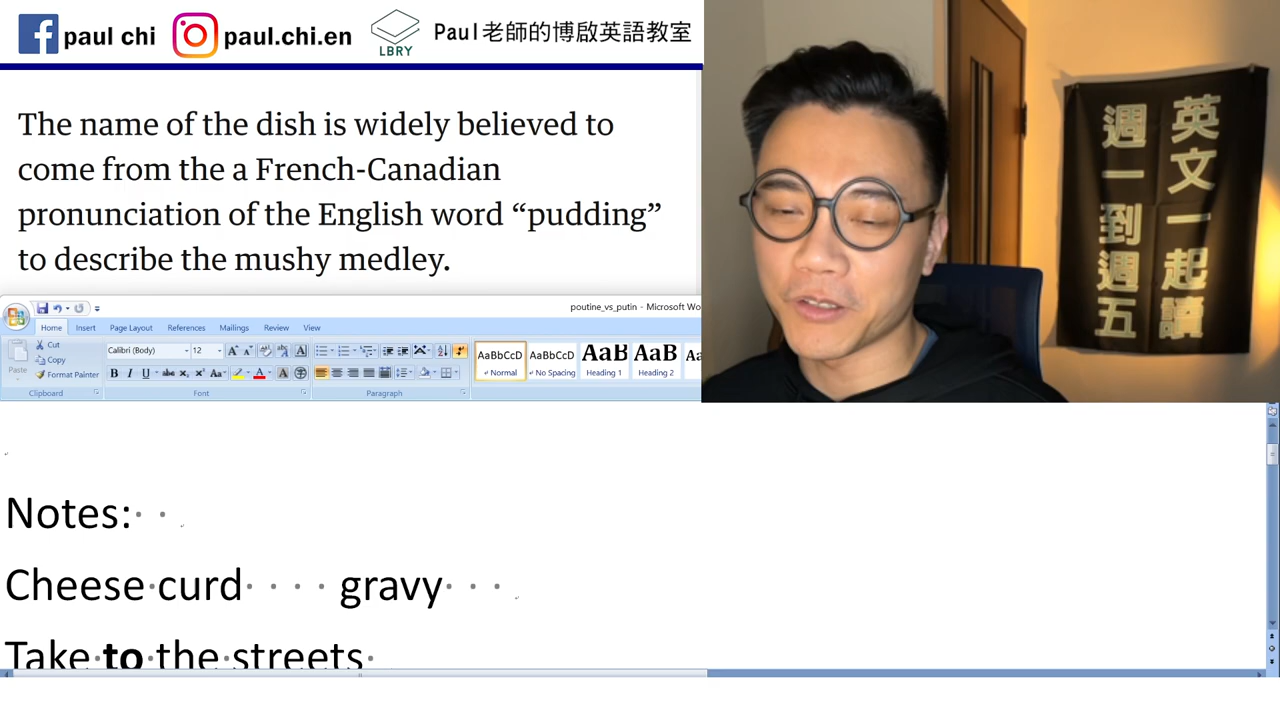 paul chi
paul.chi.en
LBRY
Paul老師的博啟英語教室
The name of the dish is widely believed to
come from the a French-Canadian
pronunciation of the English word “pudding”
to describe the mushy medley.
英文一起讀
週一到週五
poutine_vs_putin - Microsoft Wo
Home Insert Page Layout References Mailings Review View
Paste
Cut
Copy
Format Painter
Clipboard
Calibri (Body) 12
Font
Paragraph
AaBbCcD AaBbCcD AaB AaB Aa
Normal No Spacing Heading 1 Heading 2
Notes:
Cheese curd gravy
Take to the streets